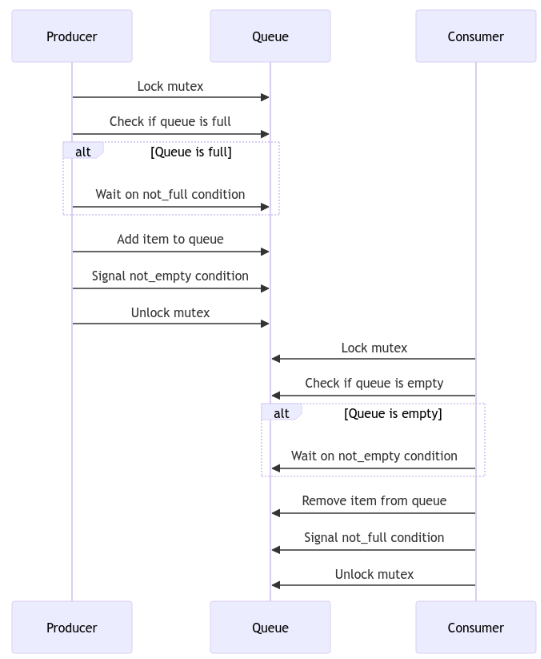 Producer
Queue
Consumer
Lock mutex
Check if queue is full
alt
[Queue is full]
Wait on not_full condition
Add item to queue
Signal not_empty condition
Unlock mutex
Lock mutex
Check if queue is empty
alt
[Queue is empty]
Wait on not_empty condition
Remove item from queue
Signal not_full condition
Unlock mutex
Producer
Queue
Consumer